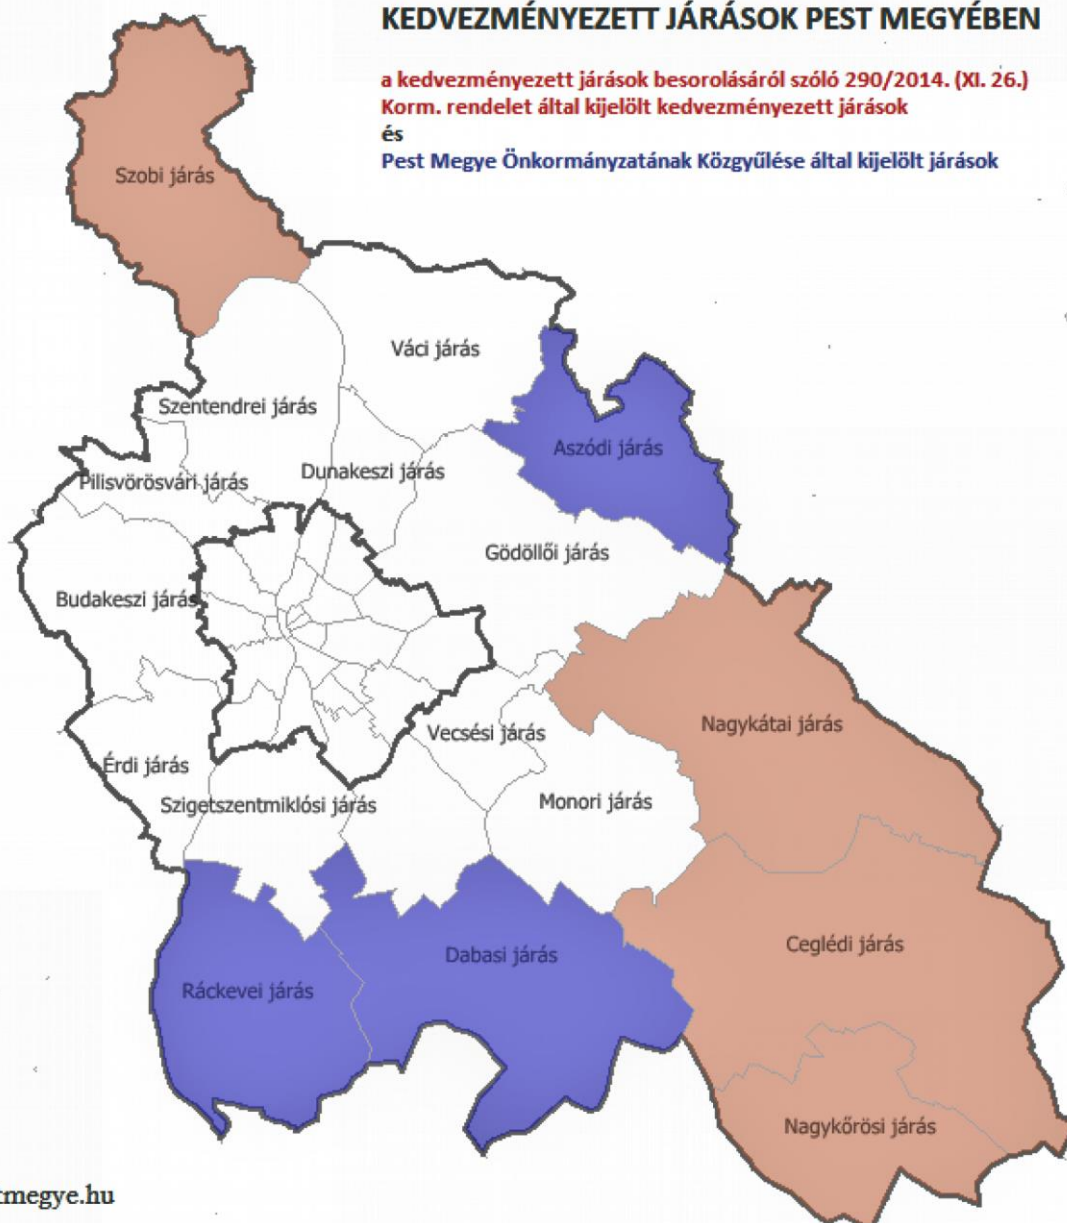 KEDVEZMÉNYEZETT JÁRÁSOK PEST MEGYÉBEN
a kedvezményezett járások besorolásáról szóló 290/2014. (XI. 26.)
Korm. rendelet által kijelölt kedvezményezett járások
és
Pest Megye Önkormányzatának Közgyűlése által kijelölt járások
Szobi járás
Váci járás
Szentendrei járás
Aszódi járás
Dunakeszi járás
Pilisvörösvári járás
Gödöllői járás
Budakeszi járás
Nagykátai járás
Vecsési járás
Érdi járás
Szigetszentmiklósi járás
Monori járás
Ceglédi járás
Dabasi járás
Ráckevei járás
Nagykőrösi járás
tmegye.hu